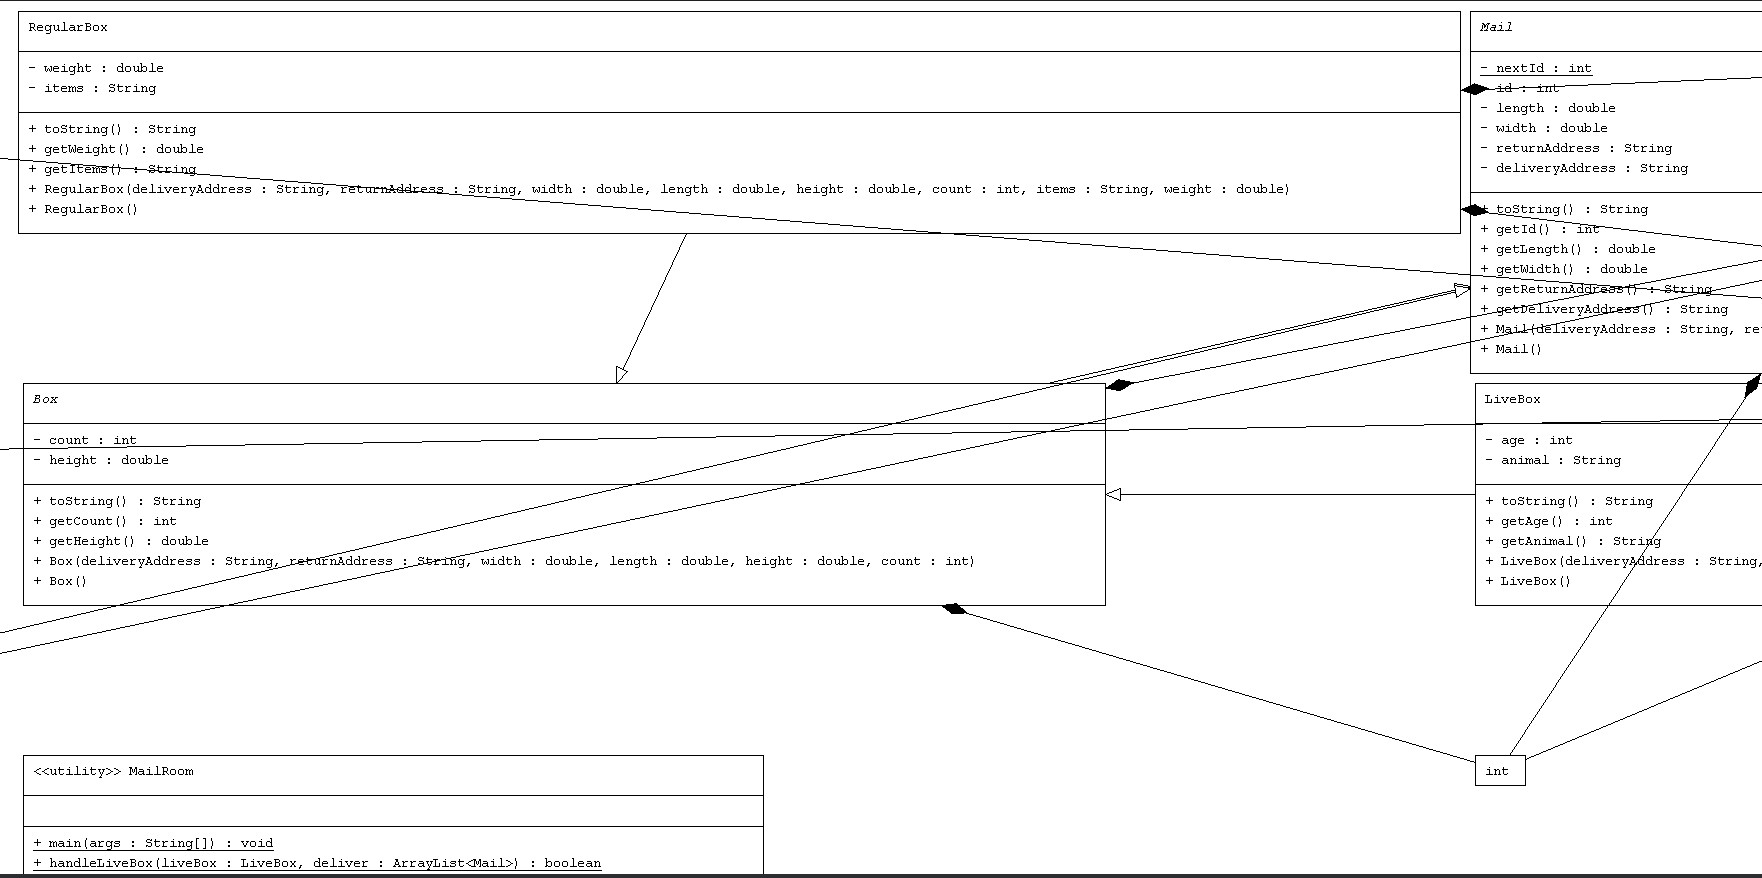 RegularBox
- weight : double
- items : String
+ toString() : String
+ getWeight() : double
+ getItems() : String
+ RegularBox(deliveryAddress : String, returnAddress : String, width : double, length : double, height : double, count : int, items : String, weight : double)
+ RegularBox()
Mail
- nextId : int
- id : int
- length : double
- width : double
- returnAddress : String
- deliveryAddress : String
+ toString() : String
+ getId() : int
+ getLength() : double
+ getWidth() : double
+ getReturnAddress() : String
+ getDeliveryAddress() : String
+ Mail(deliveryAddress : String, re
+ Mail()
Box
- count : int
- height : double
+ toString() : String
+ getCount() : int
+ getHeight() : double
+ Box(deliveryAddress : String, returnAddress : String, width : double, length : double, height : double, count : int)
+ Box()
LiveBox
- age : int
- animal : String
+ toString() : String
+ getAge() : int
+ getAnimal() : String
+ LiveBox(deliveryAddress : String,
+ LiveBox()
<<utility>> MailRoom
+ main(args : String[]) : void
+ handleLiveBox(liveBox : LiveBox, deliver : ArrayList<Mail>) : boolean
int